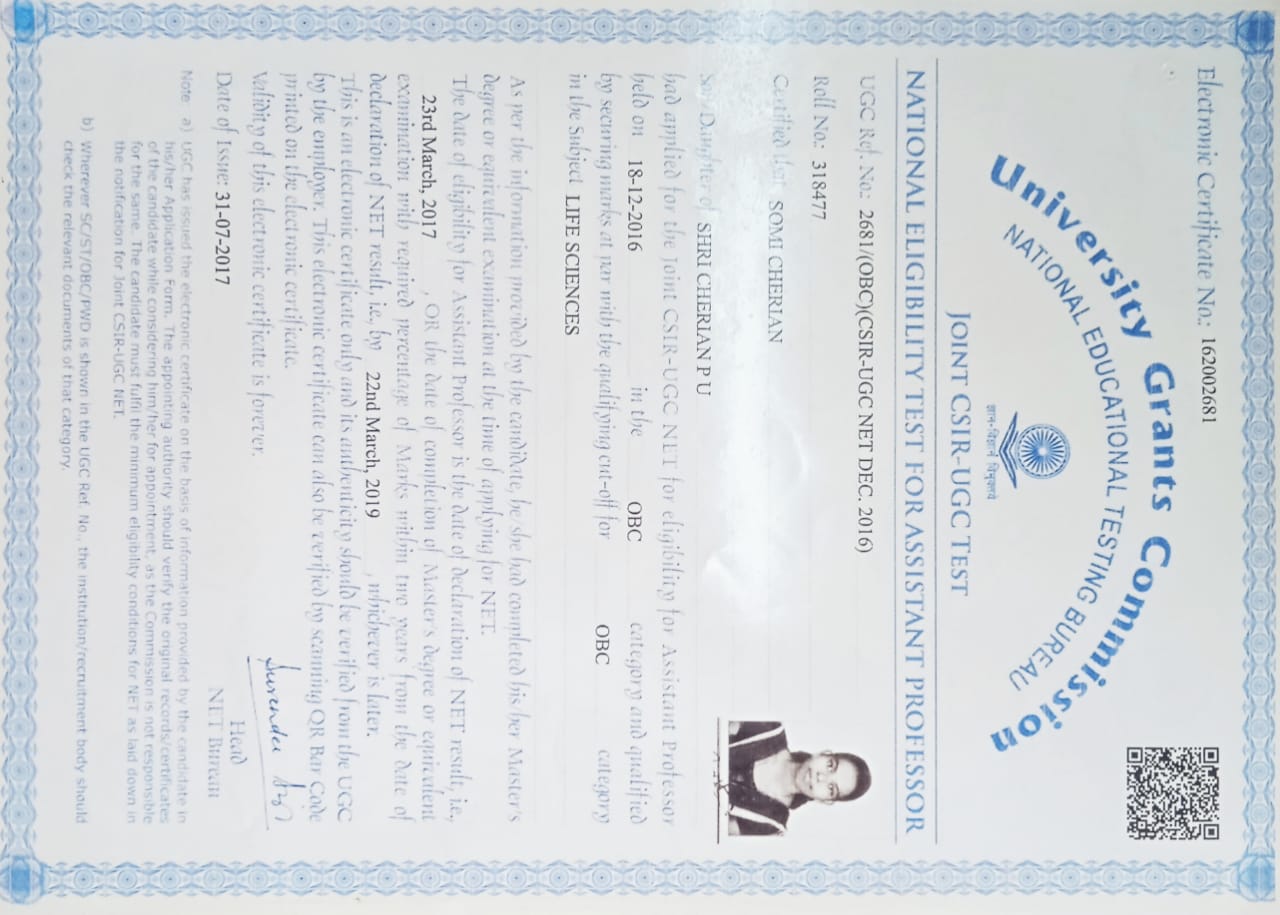 Electronic Certificate No.: 162002681
University Grants Commission
NATIONAL EDUCATIONAL TESTING BUREAU
ज्ञान-विज्ञानं विमुक्तये
JOINT CSIR-UGC TEST
NATIONAL ELIGIBILITY TEST FOR ASSISTANT PROFESSOR
UGC Ref. No.: 2681/(OBC)(CSIR-UGC NET DEC. 2016)
Roll No.: 318477
Certified that SOMI CHERIAN
Son/Daughter of SHRI CHERIAN P U
had applied for the Joint CSIR-UGC NET for eligibility for Assistant Professor
held on 18-12-2016 in the OBC category and qualified
by securing marks at par with the qualifying cut-off for OBC category
in the Subject LIFE SCIENCES
As per the information provided by the candidate, he/she had completed his/her Master's
degree or equivalent examination at the time of applying for NET.
The date of eligibility for Assistant Professor is the date of declaration of NET result, i.e.,
23rd March, 2017, OR the date of completion of Master's degree or equivalent
examination with required percentage of Marks within two years from the date of
declaration of NET result, i.e., by 22nd March, 2019, whichever is later.
This is an electronic certificate only and its authenticity should be verified from the UGC
by the employer. This electronic certificate can also be verified by scanning QR Bar Code
printed on the electronic certificate.
Validity of this electronic certificate is forever.
Date of Issue: 31-07-2017
Head
NET Bureau
Note: a) UGC has issued the electronic certificate on the basis of information provided by the candidate in
his/her Application Form. The appointing authority should verify the original records/certificates
of the candidate while considering him/her for appointment, as the Commission is not responsible
for the same. The candidate must fulfil the minimum eligibility conditions for NET as laid down in
the notification for Joint CSIR-UGC NET.
b) Wherever SC/ST/OBC/PWD is shown in the UGC Ref. No., the institution/recruitment body should
check the relevant documents of that category.